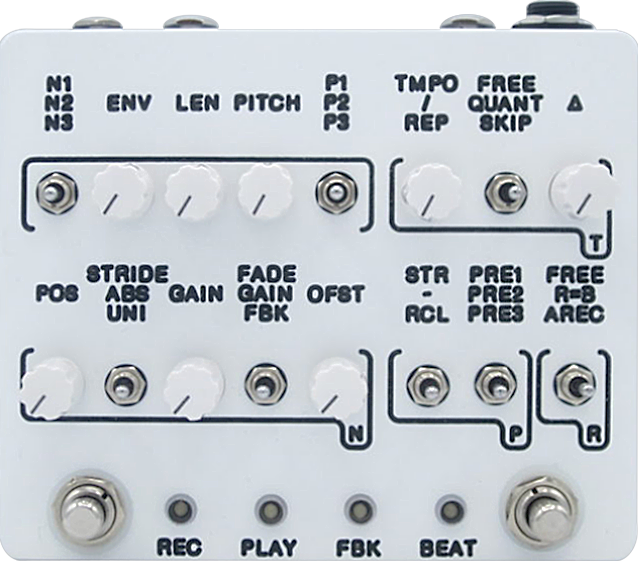 N1
N2
N3
ENV
LEN
PITCH
P1
P2
P3
TMPO
/
REP
FREE
QUANT
SKIP
Δ
T
POS
STRIDE
ABS
UNI
GAIN
FADE
GAIN
FBK
OFST
STR
-
RCL
PRE1
PRE2
PRE3
FREE
R=B
AREC
N
P
R
REC
PLAY
FBK
BEAT